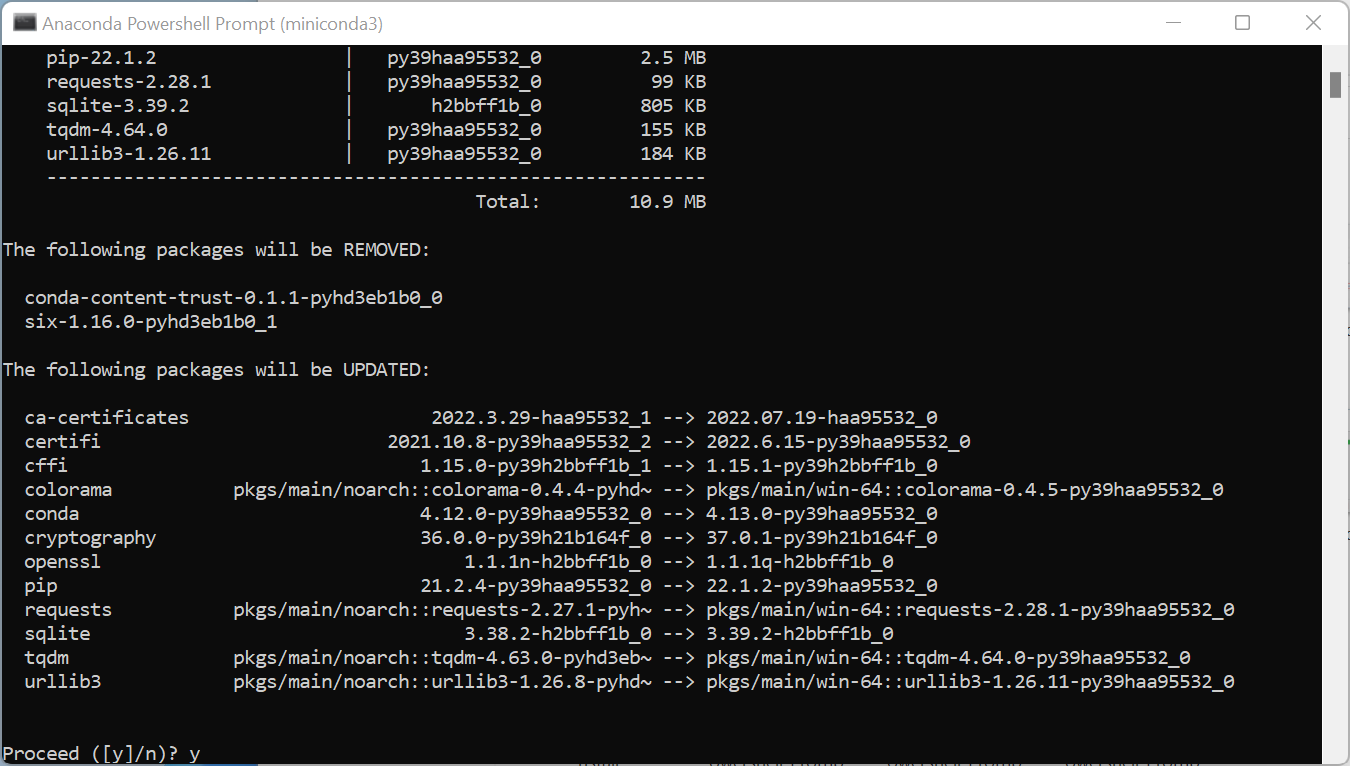 Anaconda Powershell Prompt (miniconda3)
pip-22.1.2 | py39haa95532_0 2.5 MB
requests-2.28.1 | py39haa95532_0 99 KB
sqlite-3.39.2 | h2bbff1b_0 805 KB
tqdm-4.64.0 | py39haa95532_0 155 KB
urllib3-1.26.11 | py39haa95532_0 184 KB
------------------------------------------------------------
Total: 10.9 MB
The following packages will be REMOVED:
conda-content-trust-0.1.1-pyhd3eb1b0_0
six-1.16.0-pyhd3eb1b0_1
The following packages will be UPDATED:
ca-certificates 2022.3.29-haa95532_1 --> 2022.07.19-haa95532_0
certifi 2021.10.8-py39haa95532_2 --> 2022.6.15-py39haa95532_0
cffi 1.15.0-py39h2bbff1b_1 --> 1.15.1-py39h2bbff1b_0
colorama pkgs/main/noarch::colorama-0.4.4-pyhd~ --> pkgs/main/win-64::colorama-0.4.5-py39haa95532_0
conda 4.12.0-py39haa95532_0 --> 4.13.0-py39haa95532_0
cryptography 36.0.0-py39h21b164f_0 --> 37.0.1-py39h21b164f_0
openssl 1.1.1n-h2bbff1b_0 --> 1.1.1q-h2bbff1b_0
pip 21.2.4-py39haa95532_0 --> 22.1.2-py39haa95532_0
requests pkgs/main/noarch::requests-2.27.1-pyh~ --> pkgs/main/win-64::requests-2.28.1-py39haa95532_0
sqlite 3.38.2-h2bbff1b_0 --> 3.39.2-h2bbff1b_0
tqdm pkgs/main/noarch::tqdm-4.63.0-pyhd3eb~ --> pkgs/main/win-64::tqdm-4.64.0-py39haa95532_0
urllib3 pkgs/main/noarch::urllib3-1.26.8-pyhd~ --> pkgs/main/win-64::urllib3-1.26.11-py39haa95532_0
Proceed ([y]/n)? y